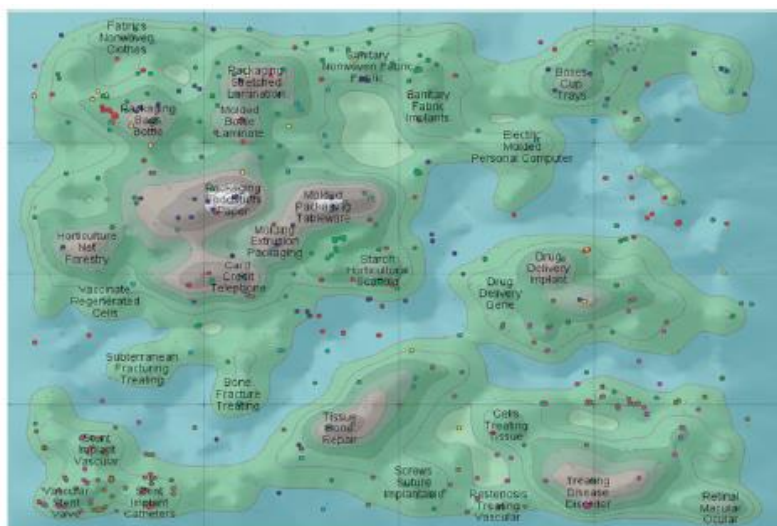 Fabrics
Nonwoven
Clothes
Packaging
Stretched
Lamination
Sanitary
Nonwoven Fabric
Fabric
Sanitary
Fabric
Implants
Boxes
Cup
Trays
Packaging
Bags
Bottle
Molded
Bottle
Laminate
Electric
Molded
Personal Computer
Packaging
Foodstuffs
Paper
Molded
Packaging
Tableware
Molding
Extrusion
Packaging
Horticulture
Net
Forestry
Card
Credit
Telephone
Starch
Horticultural
Scaffold
Drug
Delivery
Implant
Drug
Delivery
Gene
Vaccinate
Regenerated
Cells
Subterranean
Fracturing
Treating
Bone
Fracture
Treating
Tissue
Bone
Repair
Cells
Treating
Tissue
Stent
Implant
Vascular
Screws
Suture
Implantable
Vascular
Stent
Valve
Stent
Implant
Catheters
Restenosis
Treating
Vascular
Treating
Disease
Disorder
Retinal
Macular
Ocular